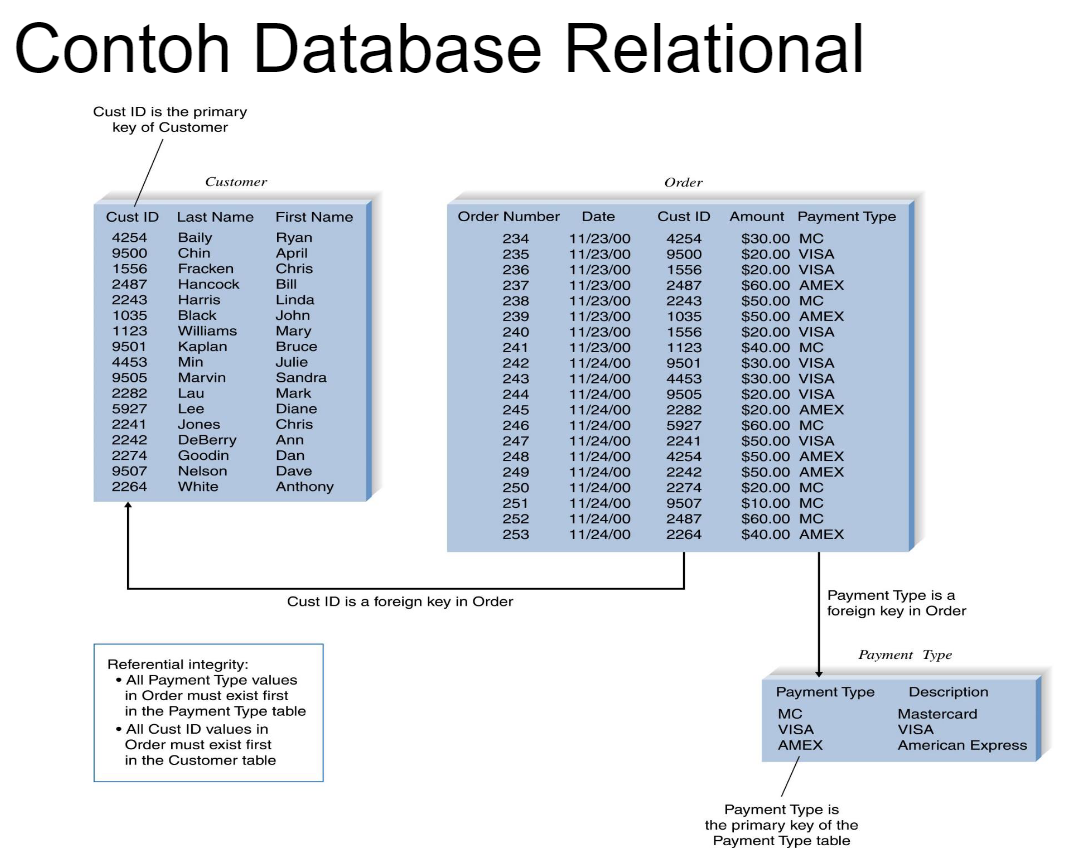 Contoh Database Relational
Cust ID is the primary
key of Customer
Customer
Cust ID Last Name First Name
4254 Baily Ryan
9500 Chin April
1556 Fracken Chris
2487 Hancock Bill
2243 Harris Linda
1035 Black John
1123 Williams Mary
9501 Kaplan Bruce
4453 Min Julie
9505 Marvin Sandra
2282 Lau Mark
5927 Lee Diane
2241 Jones Chris
2242 DeBerry Ann
2274 Goodin Dan
9507 Nelson Dave
2264 White Anthony
Order
Order Number Date Cust ID Amount Payment Type
234 11/23/00 4254 $30.00 MC
235 11/23/00 9500 $20.00 VISA
236 11/23/00 1556 $20.00 VISA
237 11/23/00 2487 $60.00 AMEX
238 11/23/00 2243 $50.00 MC
239 11/23/00 1035 $50.00 AMEX
240 11/23/00 1556 $20.00 VISA
241 11/23/00 1123 $40.00 MC
242 11/24/00 9501 $30.00 VISA
243 11/24/00 4453 $30.00 VISA
244 11/24/00 9505 $20.00 VISA
245 11/24/00 2282 $20.00 AMEX
246 11/24/00 5927 $60.00 MC
247 11/24/00 2241 $50.00 VISA
248 11/24/00 4254 $50.00 AMEX
249 11/24/00 2242 $50.00 AMEX
250 11/24/00 2274 $20.00 MC
251 11/24/00 9507 $10.00 MC
252 11/24/00 2487 $60.00 MC
253 11/24/00 2264 $40.00 AMEX
Cust ID is a foreign key in Order
Payment Type is a
foreign key in Order
Referential integrity:
• All Payment Type values
in Order must exist first
in the Payment Type table
• All Cust ID values in
Order must exist first
in the Customer table
Payment Type
Payment Type Description
MC Mastercard
VISA VISA
AMEX American Express
Payment Type is
the primary key of the
Payment Type table